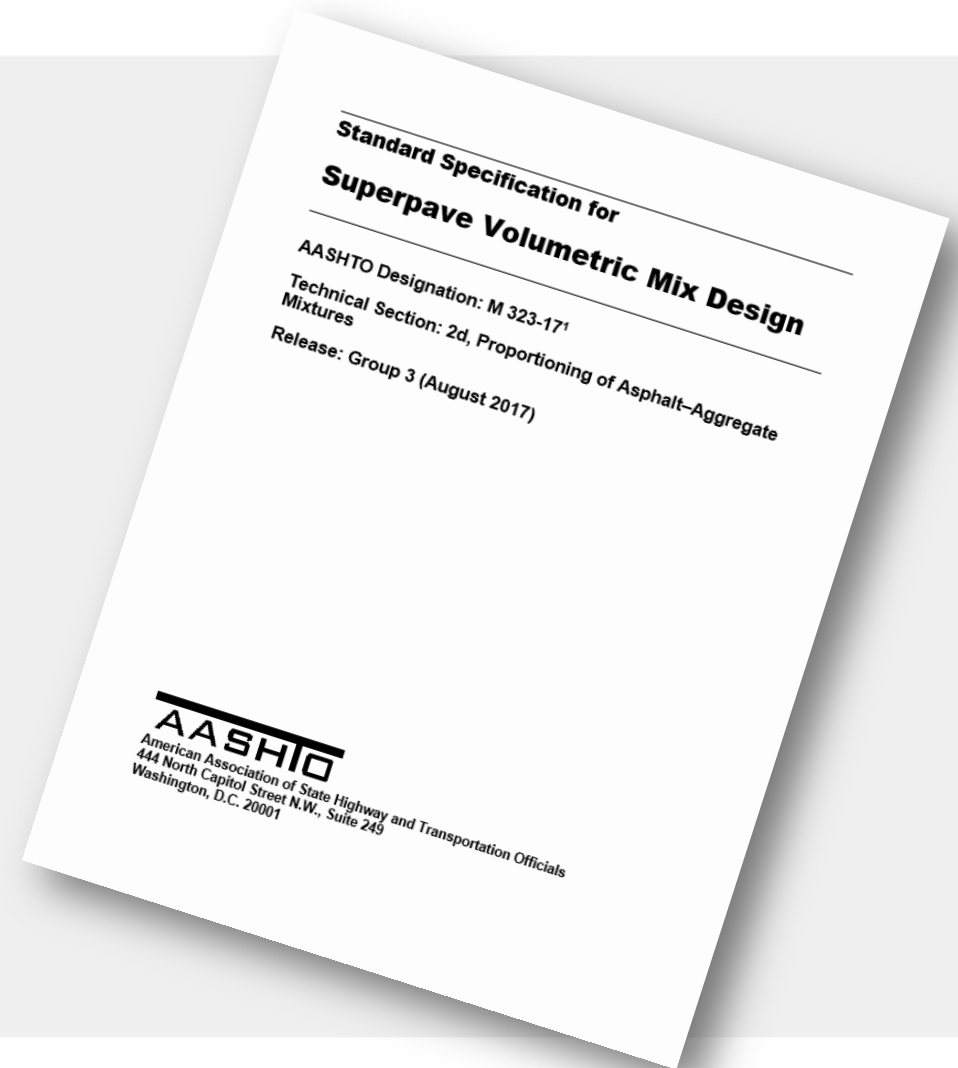 Standard Specification for
Superpave Volumetric Mix Design
AASHTO Designation: M 323-17¹
Technical Section: 2d, Proportioning of Asphalt–Aggregate
Mixtures
Release: Group 3 (August 2017)
AASHTO
American Association of State Highway and Transportation Officials
444 North Capitol Street N.W., Suite 249
Washington, D.C. 20001